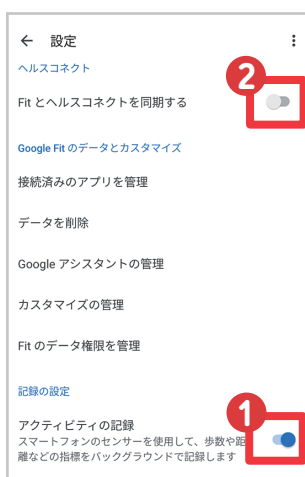 ← 設定
ヘルスコネクト
2
Fit とヘルスコネクトを同期する
Google Fit のデータとカスタマイズ
接続済みのアプリを管理
データを削除
Google アシスタントの管理
カスタマイズの管理
Fit のデータ権限を管理
記録の設定
1
アクティビティの記録
スマートフォンのセンサーを使用して、歩数や距
離などの指標をバックグラウンドで記録します